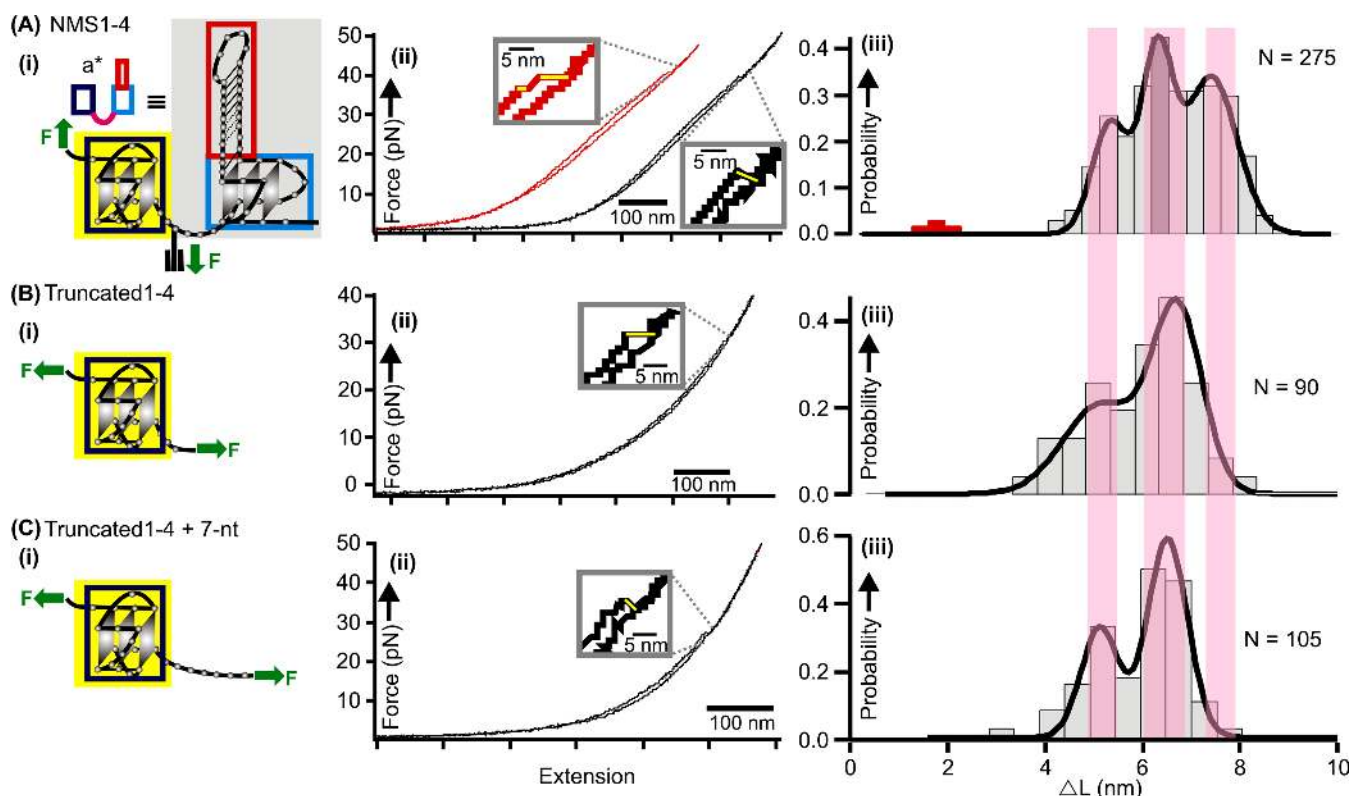 (A) NMS1-4
(i)
a*
≡
F
F
(ii)
50
40
30
20
10
Force (pN)
5 nm
5 nm
100 nm
(iii)
0.4
0.3
0.2
0.1
0.0
Probability
N = 275
(B) Truncated1-4
(i)
F
F
(ii)
40
30
20
10
0
Force (pN)
5 nm
100 nm
(iii)
0.4
0.2
0.0
Probability
N = 90
(C) Truncated1-4 + 7-nt
(i)
F
F
(ii)
50
40
30
20
10
Force (pN)
5 nm
100 nm
Extension
(iii)
0.6
0.4
0.2
0.0
Probability
N = 105
0 2 4 6 8 10
△L (nm)